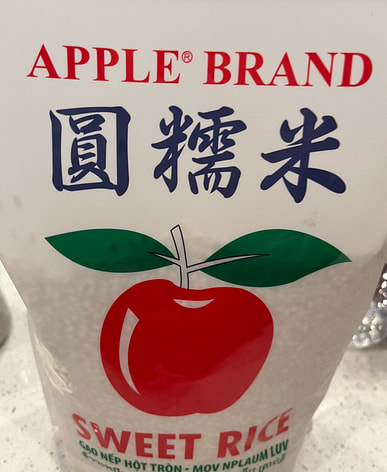 APPLE® BRAND
圓糯米
SWEET RICE
GẠO NẾP HỘT TRÒN - MOV NPLAUM LUV